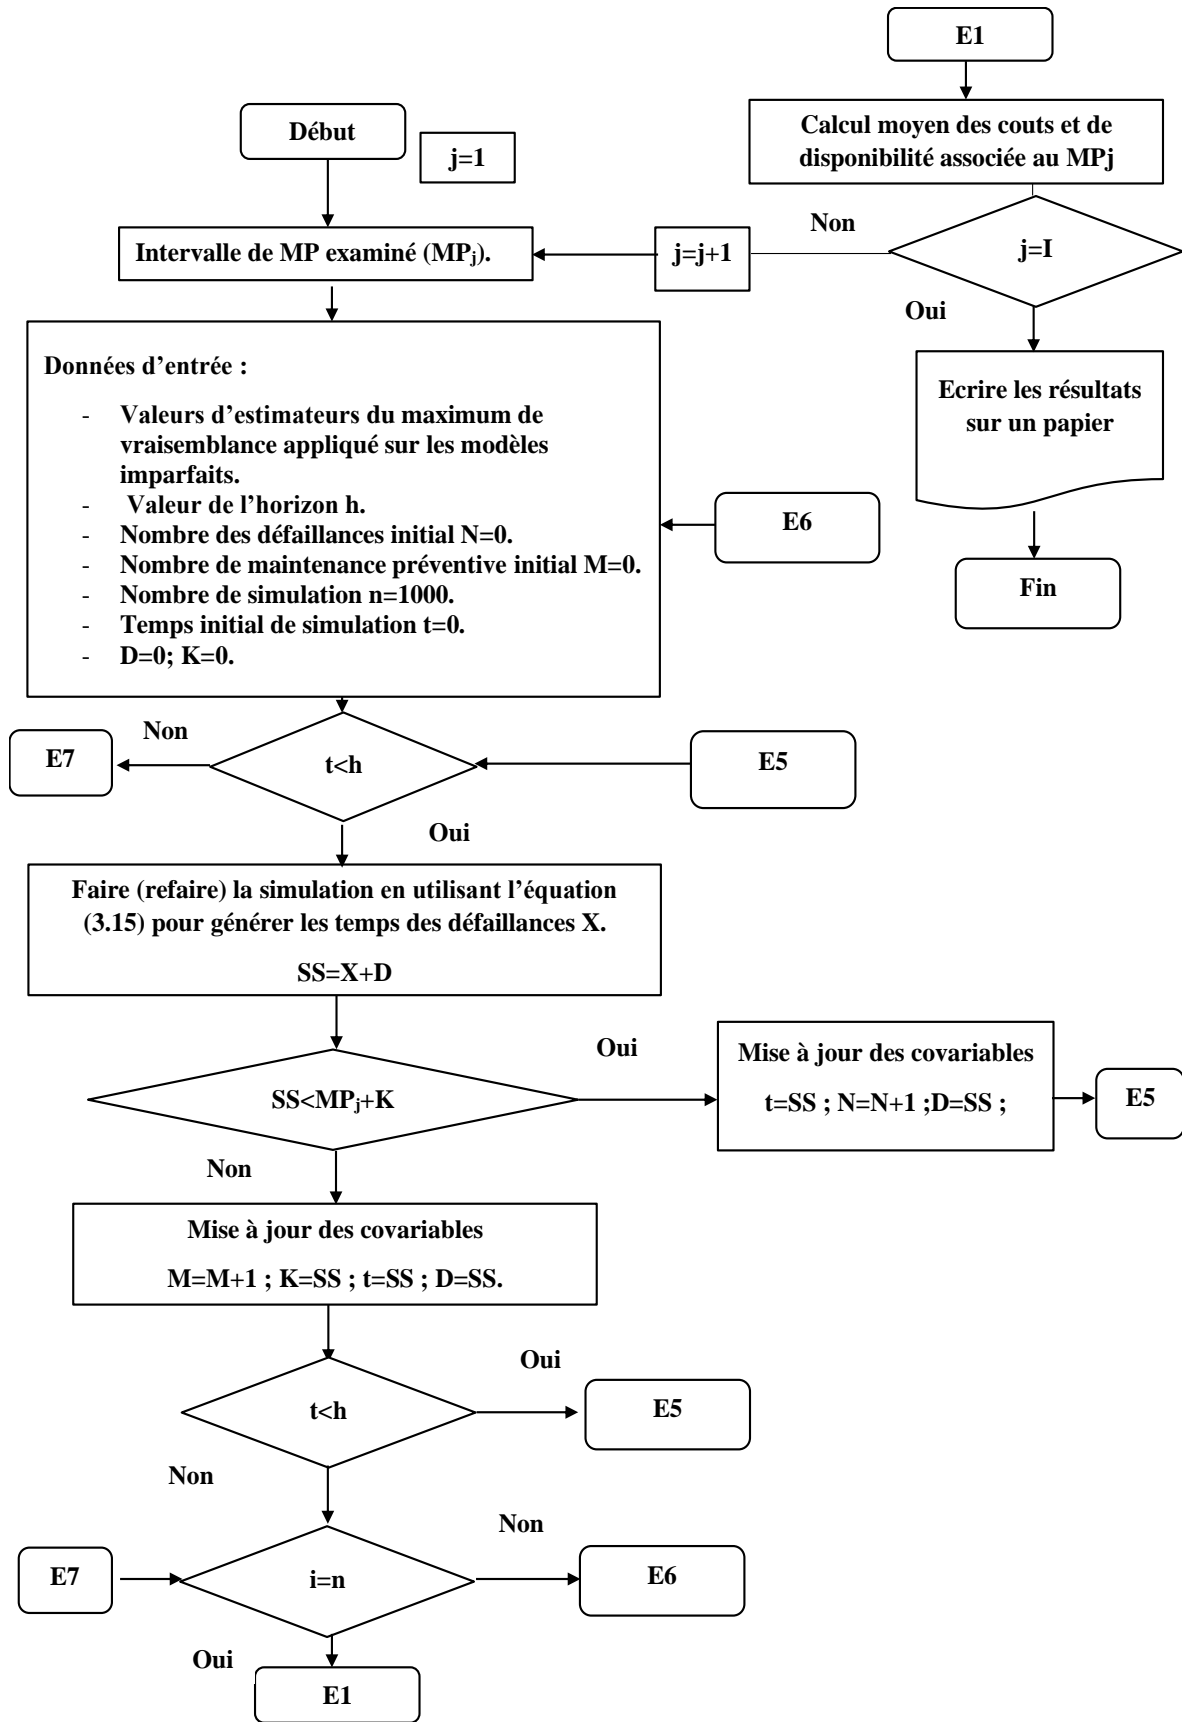 E1
Calcul moyen des couts et de
disponibilité associée au MPj
Début
j=1
Non
Intervalle de MP examiné (MPj).
j=j+1
j=I
Oui
Données d’entrée :
- Valeurs d’estimateurs du maximum de
vraisemblance appliqué sur les modèles
imparfaits.
- Valeur de l’horizon h.
- Nombre des défaillances initial N=0.
- Nombre de maintenance préventive initial M=0.
- Nombre de simulation n=1000.
- Temps initial de simulation t=0.
- D=0; K=0.
Ecrire les résultats
sur un papier
E6
Fin
Non
E7
t<h
E5
Oui
Faire (refaire) la simulation en utilisant l’équation
(3.15) pour générer les temps des défaillances X.
SS=X+D
Oui
SS<MPj+K
Mise à jour des covariables
t=SS ; N=N+1 ;D=SS ;
E5
Non
Mise à jour des covariables
M=M+1 ; K=SS ; t=SS ; D=SS.
Oui
t<h
E5
Non
Non
E7
i=n
E6
Oui
E1